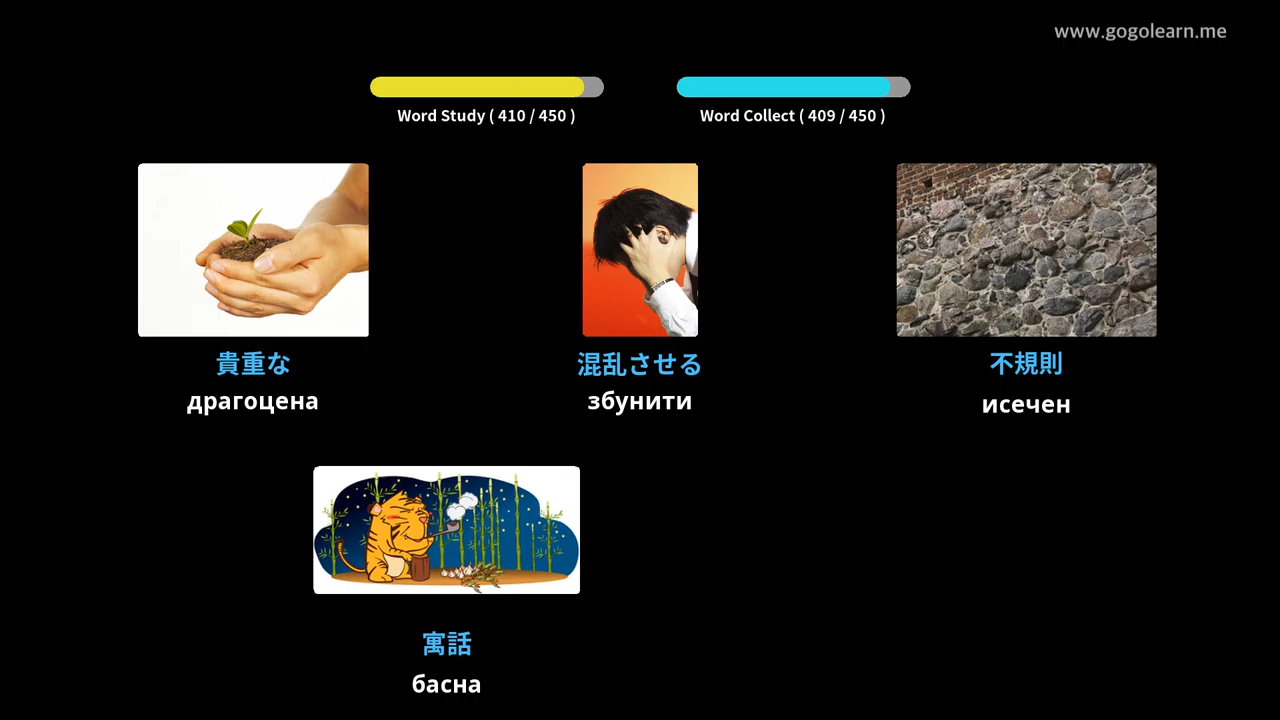 www.gogolearn.me
Word Study ( 410 / 450 )
Word Collect ( 409 / 450 )
貴重な
драгоцена
混乱させる
збунити
不規則
исечен
寓話
басна